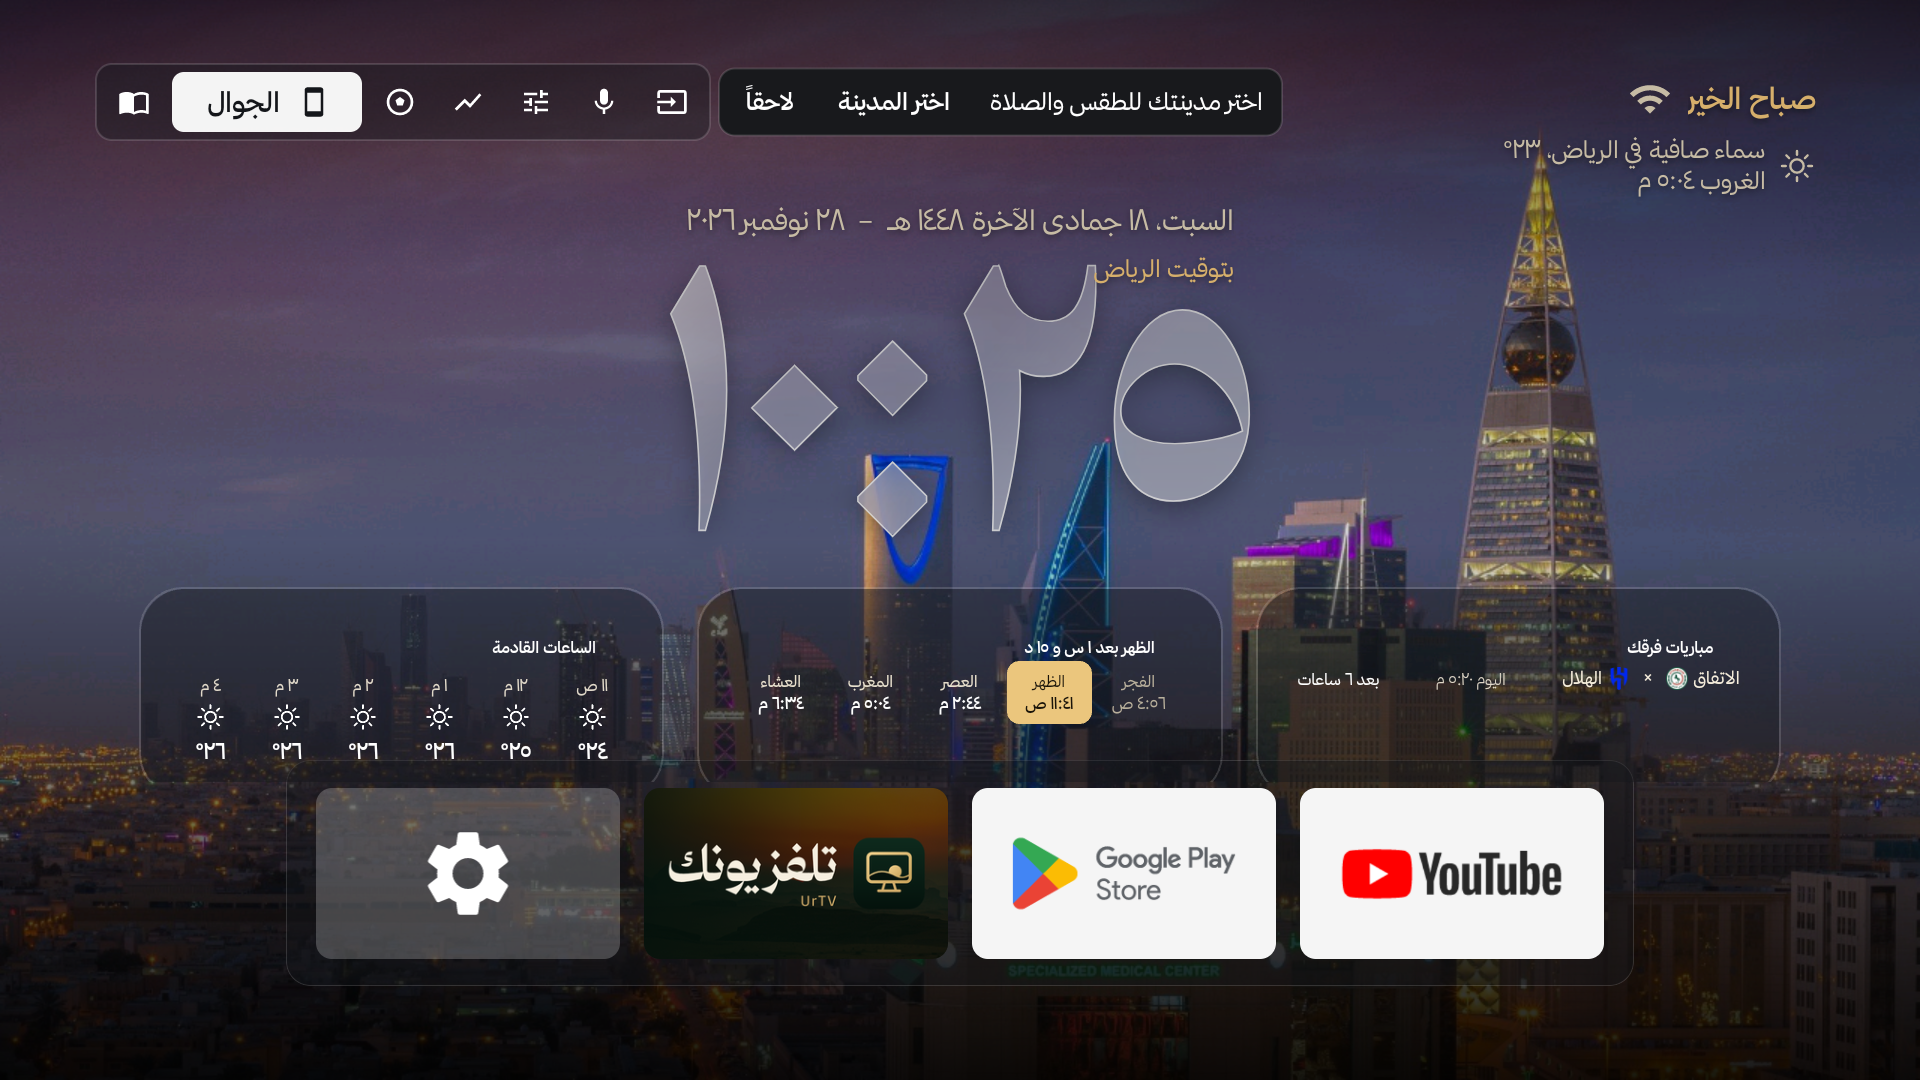 صباح الخير
سماء صافية في الرياض، ٢٣°
الغروب ٥:٠٤ م
اختر مدينتك للطقس والصلاة
اختر المدينة
لاحقاً
الجوال
السبت، ١٨ جمادى الآخرة ١٤٤٨ هـ – ٢٨ نوفمبر ٢٠٢٦
بتوقيت الرياض
١٠:٢٥
مباريات فرقك
الاتفاق × الهلال اليوم ٥:٢٠ م بعد ٦ ساعات
الظهر بعد ١ س و ١٥ د
الفجر الظهر العصر المغرب العشاء
٤:٥٦ ص ١١:٤١ ص ٢:٤٤ م ٥:٠٤ م ٦:٣٤ م
الساعات القادمة
١١ ص ١٢ م ١ م ٢ م ٣ م ٤ م
٢٤° ٢٥° ٢٦° ٢٦° ٢٦° ٢٦°
YouTube
Google Play
Store
تلفزيونك
UrTV
SPECIALIZED MEDICAL CENTER